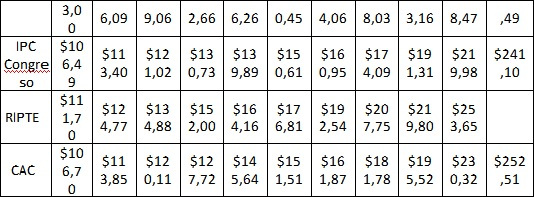 3,0 6,09 9,06 2,66 6,26 0,45 4,06 8,03 3,16 8,47 ,49
0
IPC $10 $11 $12 $13 $13 $15 $16 $17 $19 $21 $241
Congre 6,4 3,40 1,02 0,73 9,89 0,61 0,95 4,09 1,31 9,98 ,10
so 9
$11
RIPTE 1,7 $12 $13 $15 $16 $17 $19 $20 $21 $25
0 4,77 4,88 2,00 4,16 6,81 2,54 7,75 9,80 3,65
$10
CAC 6,7 $11 $12 $12 $14 $15 $16 $18 $19 $23 $252
0 3,85 0,11 7,72 5,64 1,51 1,87 1,78 5,52 0,32 ,51